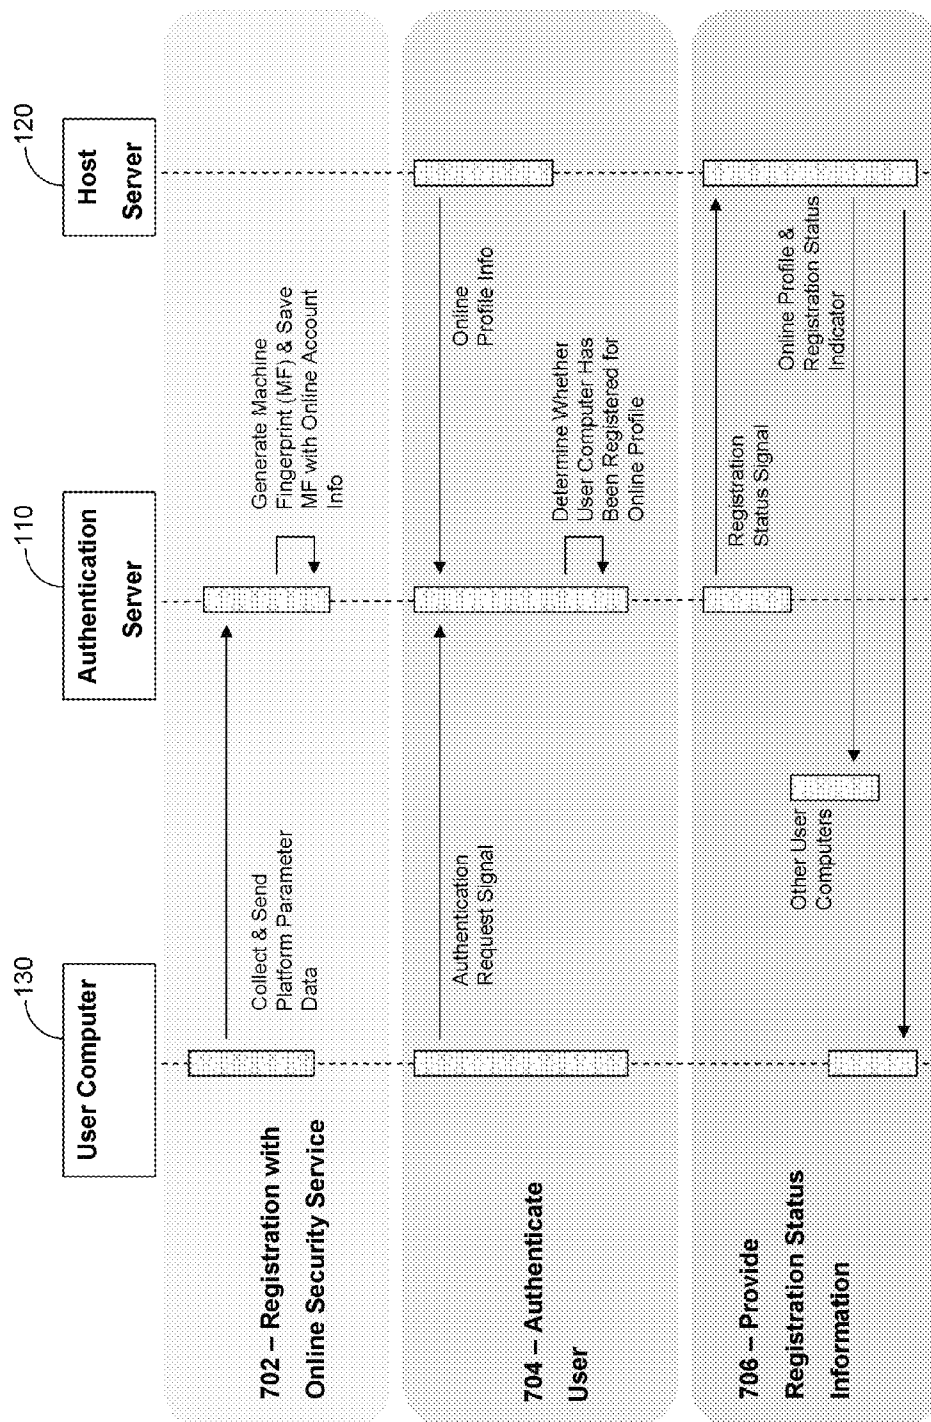 130
User Computer
110
Authentication
Server
120
Host
Server
702 – Registration with
Online Security Service
Collect & Send
Platform Parameter
Data
Generate Machine
Fingerprint (MF) & Save
MF with Online Account
Info
704 – Authenticate
User
Authentication
Request Signal
Online
Profile Info
Determine Whether
User Computer Has
Been Registered for
Online Profile
706 – Provide
Registration Status
Information
Registration
Status Signal
Other User
Computers
Online Profile &
Registration Status
Indicator